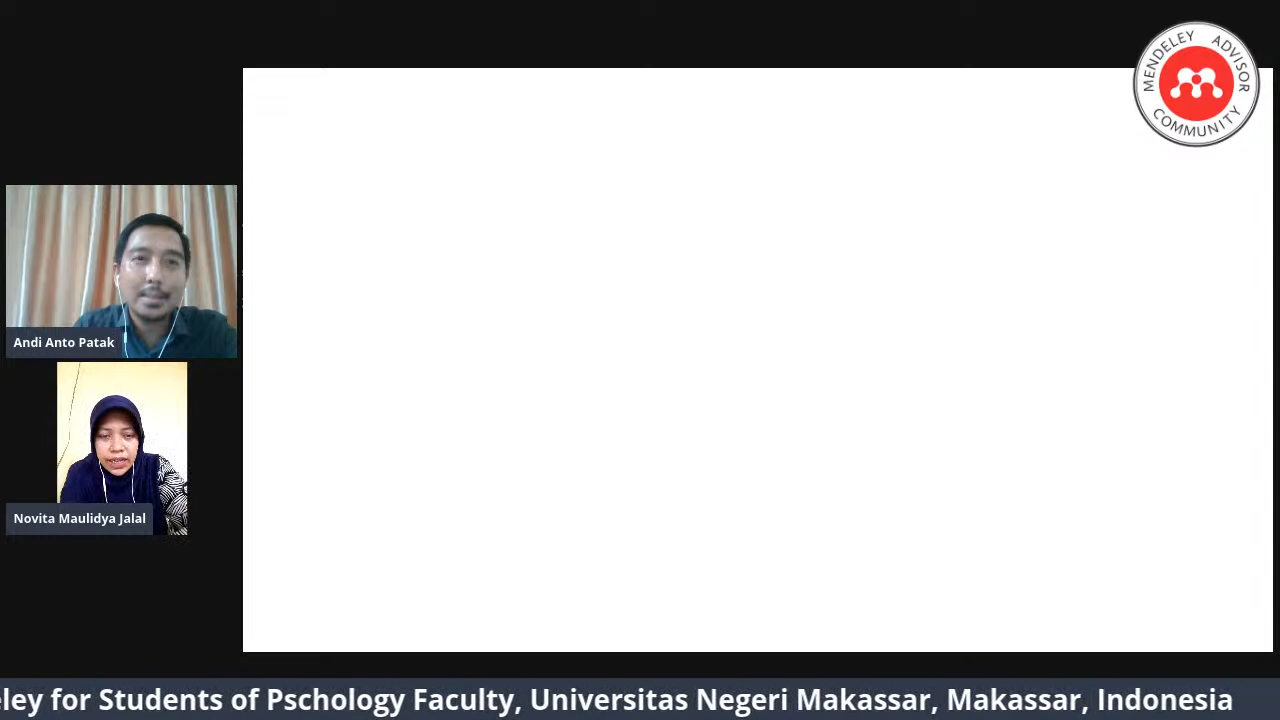 MENDELEY ADVISOR
COMMUNITY
Andi Anto Patak
Novita Maulidya Jalal
eley for Students of Pschology Faculty, Universitas Negeri Makassar, Makassar, Indonesia